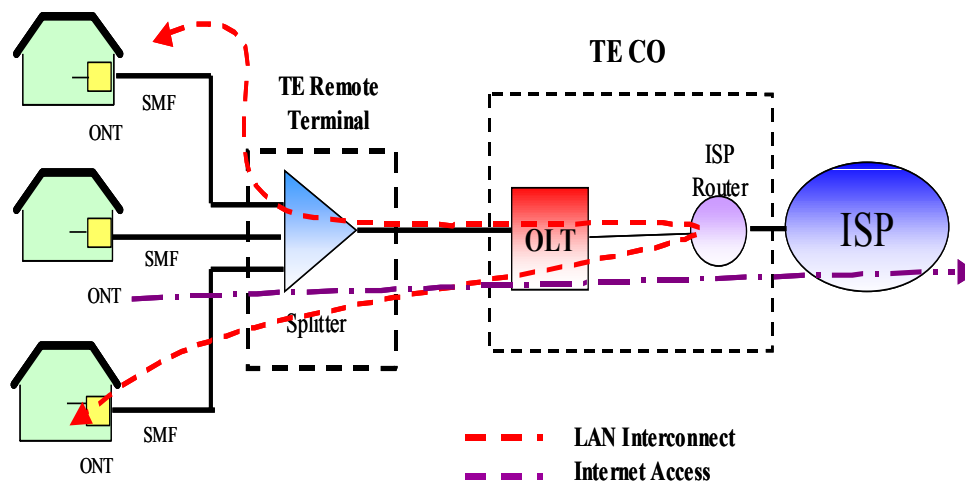 TE CO
TE Remote
Terminal
SMF
ONT
ISP
Router
SMF
OLT
ISP
ONT
Splitter
SMF
ONT
LAN Interconnect
Internet Access